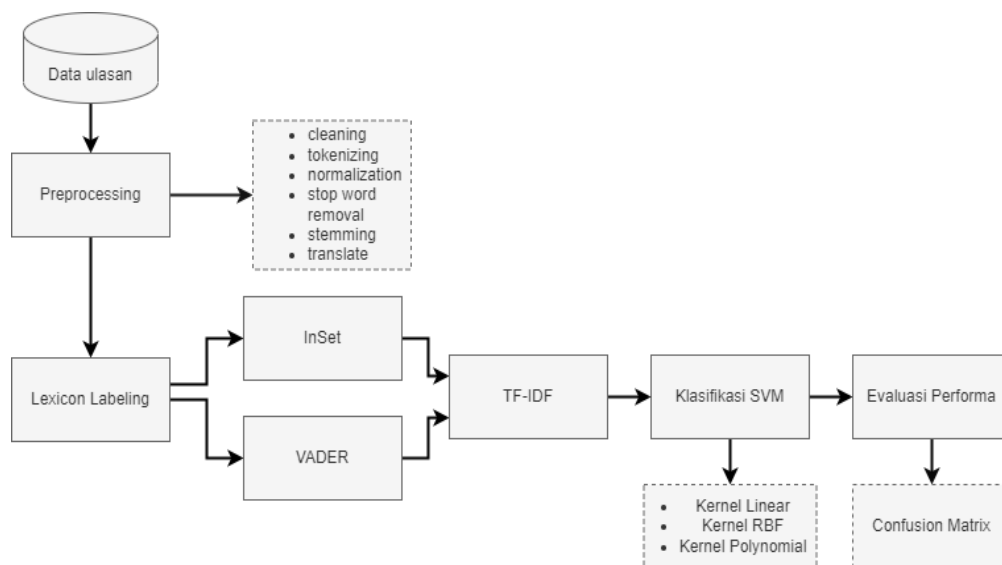 Data ulasan
Preprocessing
cleaning
tokenizing
normalization
stop word
removal
stemming
translate
Lexicon Labeling
InSet
VADER
TF-IDF
Klasifikasi SVM
Evaluasi Performa
Kernel Linear
Kernel RBF
Kernel Polynomial
Confusion Matrix